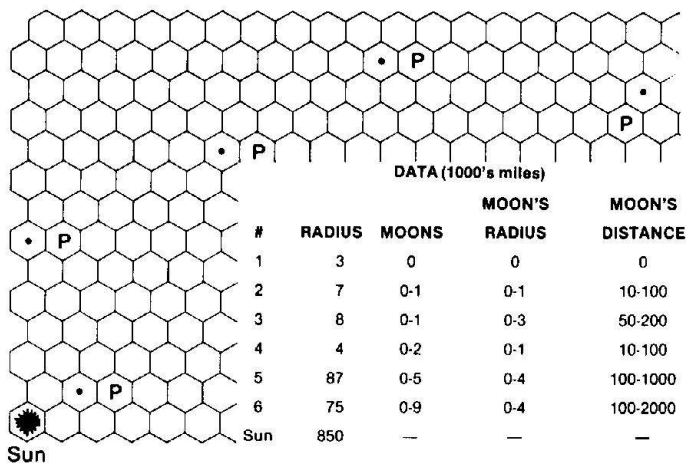 P
P
P
DATA (1000's miles)
P
MOON'S MOON'S
# RADIUS MOONS RADIUS DISTANCE
1 3 0 0 0
2 7 0-1 0-1 10-100
3 8 0-1 0-3 50-200
4 4 0-2 0-1 10-100
5 87 0-5 0-4 100-1000
P
6 75 0-9 0-4 100-2000
Sun 850 — — —
Sun